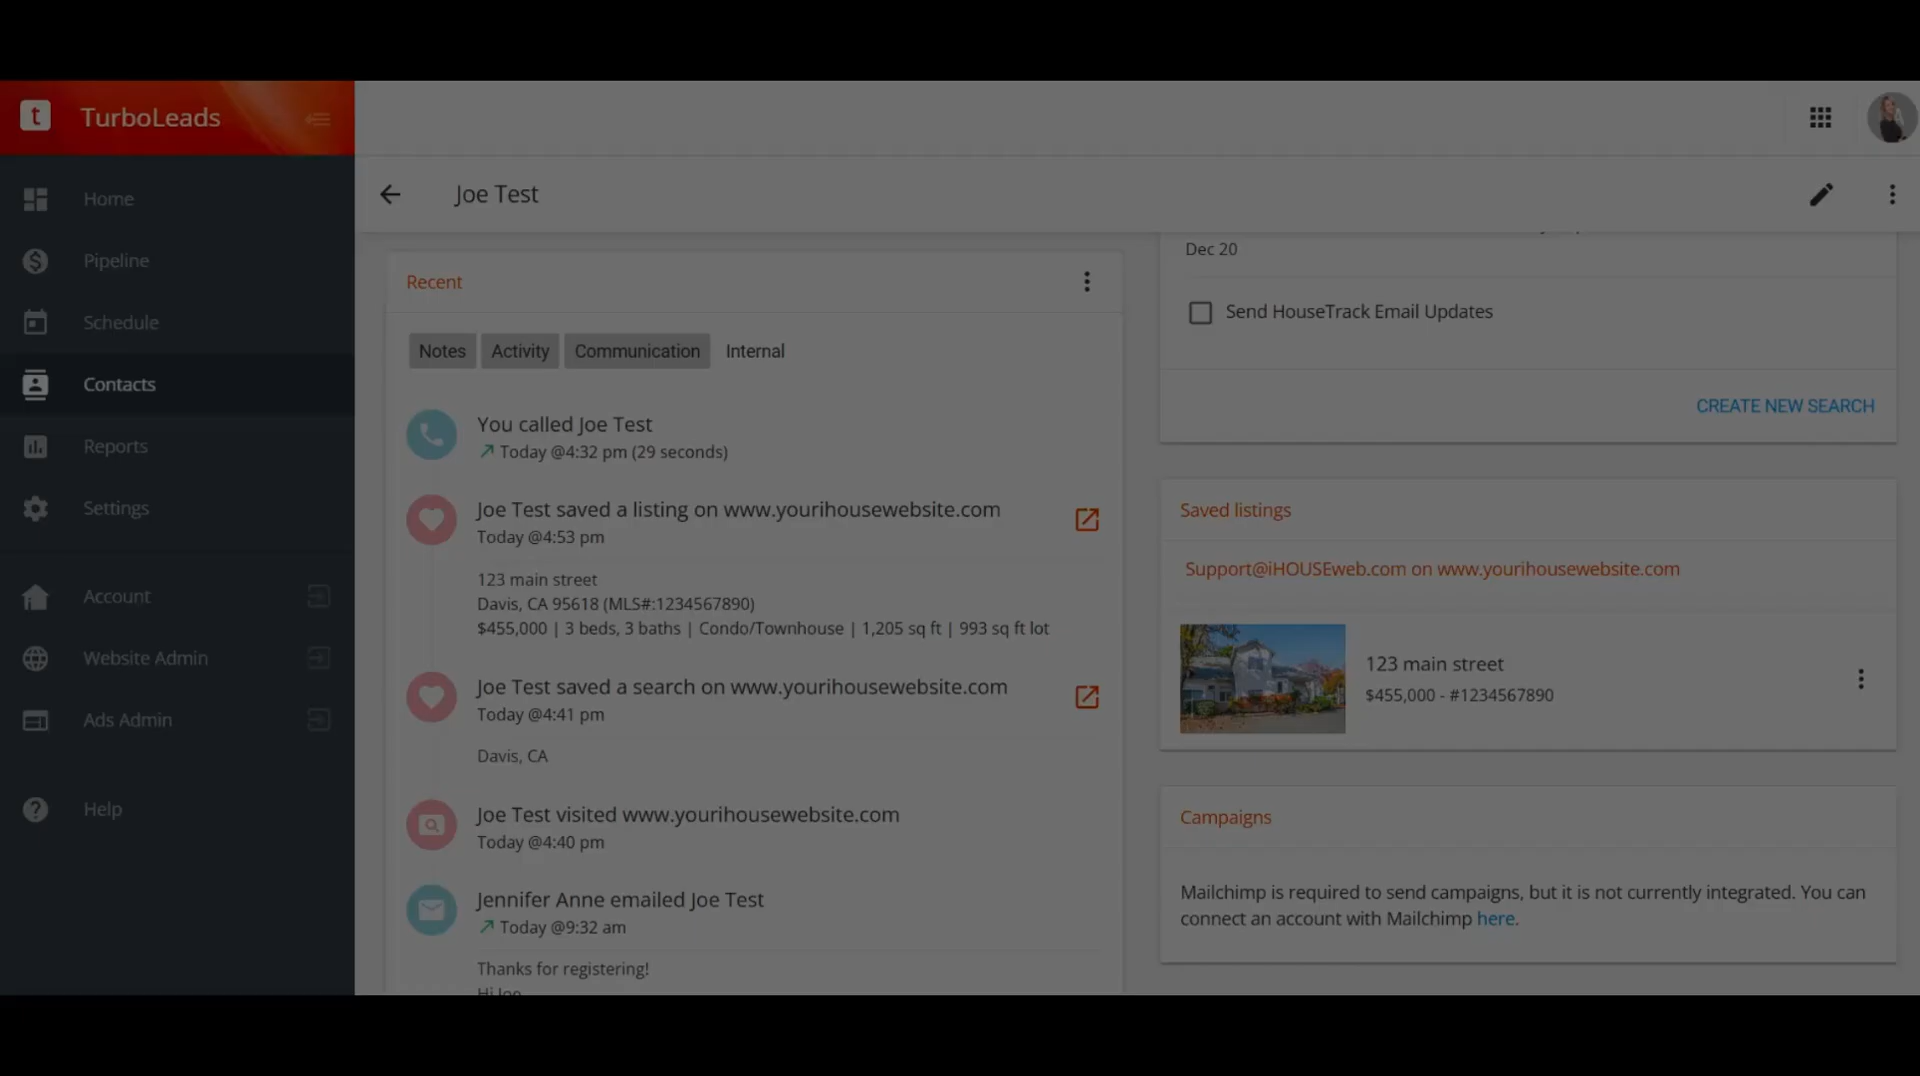 t TurboLeads
Home
Pipeline
Schedule
Contacts
Reports
Settings
Account
Website Admin
Ads Admin
Help
Joe Test
Recent
Notes Activity Communication Internal
You called Joe Test
Today @4:32 pm (29 seconds)
Joe Test saved a listing on www.yourihousewebsite.com
Today @4:53 pm
123 main street
Davis, CA 95618 (MLS#:1234567890)
$455,000 | 3 beds, 3 baths | Condo/Townhouse | 1,205 sq ft | 993 sq ft lot
Joe Test saved a search on www.yourihousewebsite.com
Today @4:41 pm
Davis, CA
Joe Test visited www.yourihousewebsite.com
Today @4:40 pm
Jennifer Anne emailed Joe Test
Today @9:32 am
Thanks for registering!
Hi Joe
Dec 20
Send HouseTrack Email Updates
CREATE NEW SEARCH
Saved listings
Support@iHOUSEweb.com on www.yourihousewebsite.com
123 main street
$455,000 - #1234567890
Campaigns
Mailchimp is required to send campaigns, but it is not currently integrated. You can
connect an account with Mailchimp here.